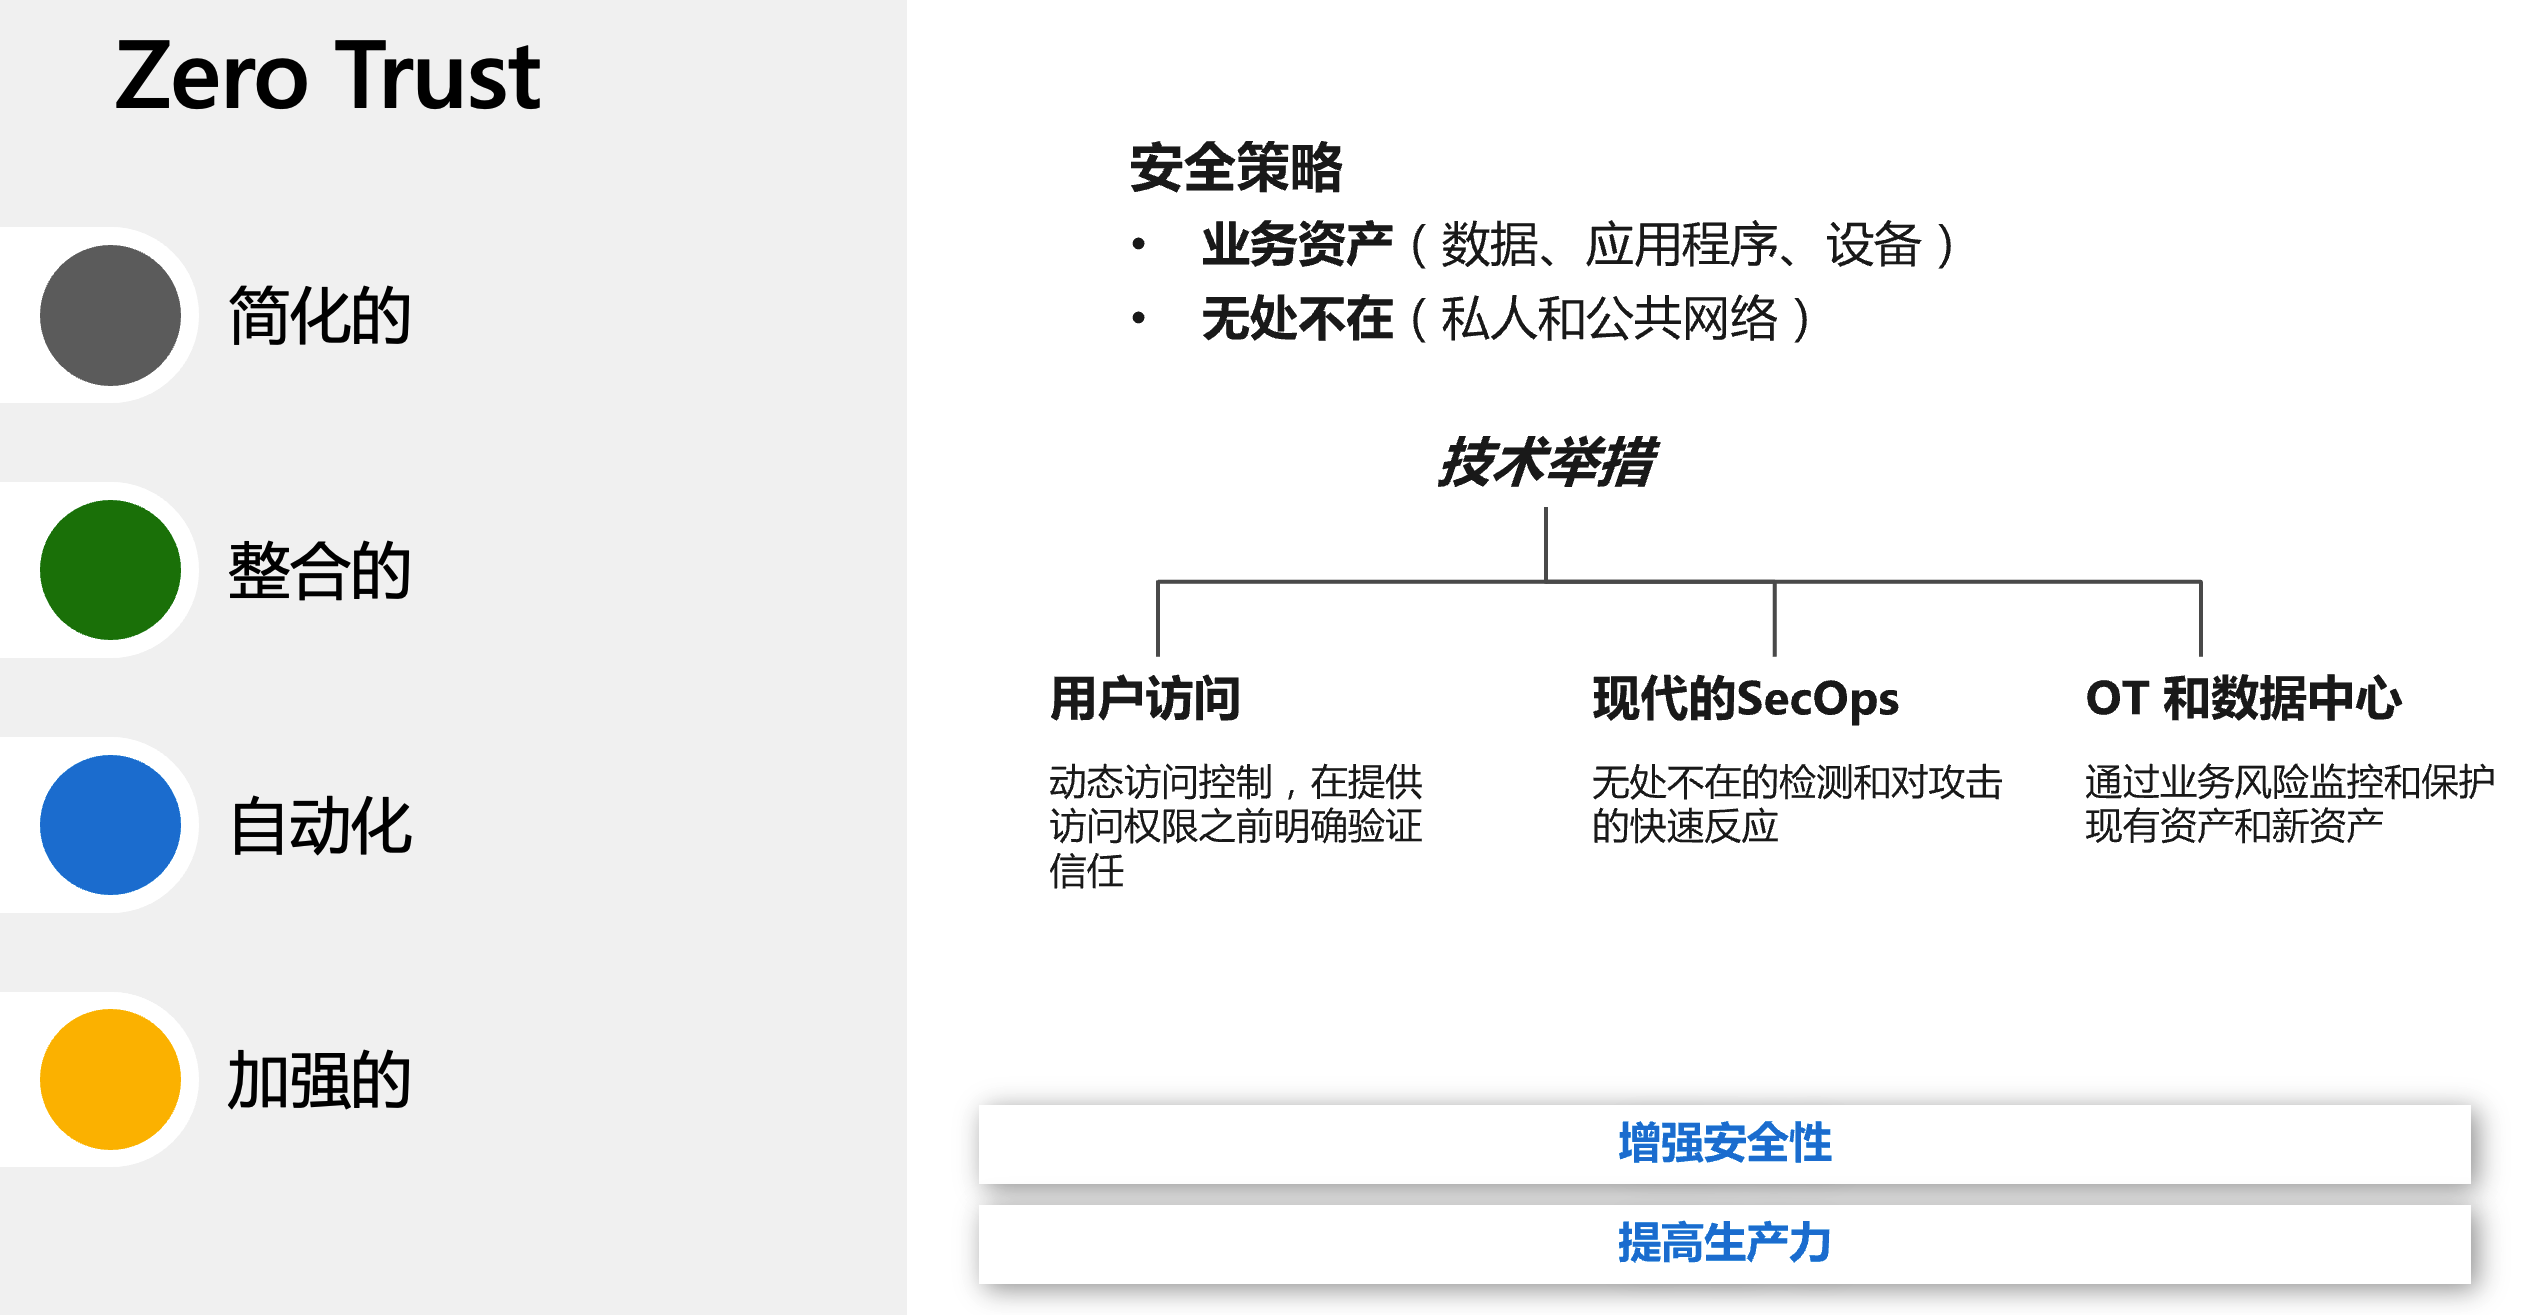 Zero Trust
简化的
整合的
自动化
加强的
安全策略
• 业务资产（数据、应用程序、设备）
• 无处不在（私人和公共网络）
技术举措
用户访问
动态访问控制，在提供
访问权限之前明确验证
信任
现代的SecOps
无处不在的检测和对攻击
的快速反应
OT 和数据中心
通过业务风险监控和保护
现有资产和新资产
增强安全性
提高生产力